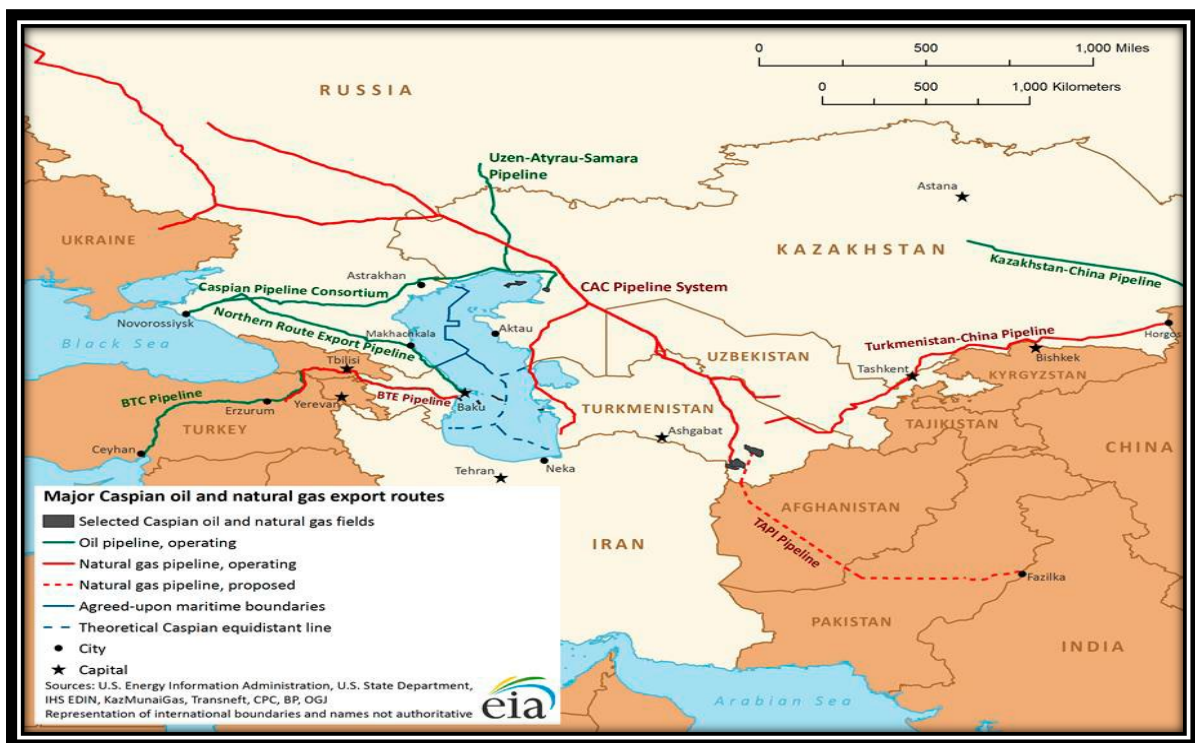 0 500 1,000 Miles
0 500 1,000 Kilometers
RUSSIA
Uzen-Atyrau-Samara
Pipeline
Astana
UKRAINE
KAZAKHSTAN
Kazakhstan-China Pipeline
Astrakhan
Caspian Pipeline Consortium
CAC Pipeline System
Novorossiysk
Northern Route Export Pipeline
Makhachkala
Aktau
Turkmenistan-China Pipeline
Horgos
Black Sea
Tbilisi
UZBEKISTAN
Tashkent
Bishkek
KYRGYZSTAN
BTC Pipeline
Erzurum
Yerevan
BTE Pipeline
Baku
TURKMENISTAN
TURKEY
Ashgabat
TAJIKISTAN
CHINA
Ceyhan
Tehran
Neka
AFGHANISTAN
IRAN
TAPI Pipeline
Fazilka
PAKISTAN
INDIA
Arabian Sea
Major Caspian oil and natural gas export routes
Selected Caspian oil and natural gas fields
Oil pipeline, operating
Natural gas pipeline, operating
Natural gas pipeline, proposed
Agreed-upon maritime boundaries
Theoretical Caspian equidistant line
City
Capital
Sources: U.S. Energy Information Administration, U.S. State Department,
IHS EDIN, KazMunaiGas, Transneft, CPC, BP, OGJ
Representation of international boundaries and names not authoritative
eia